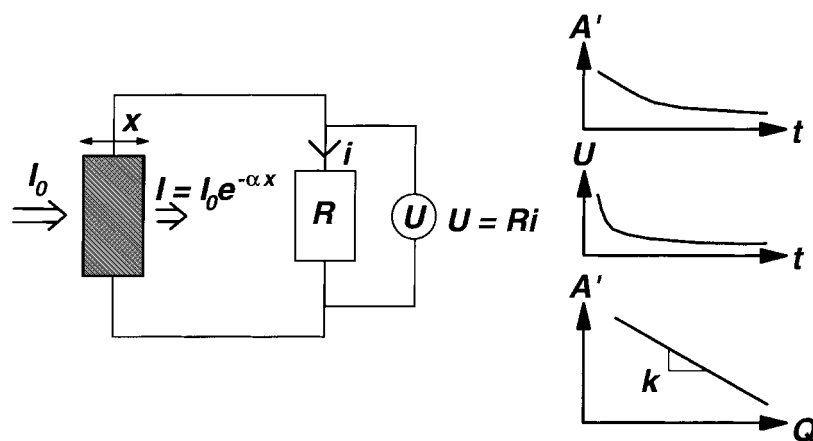 x
I₀
I = I₀e^{-αx}
i
R
U
U = Ri
A'
t
U
t
A'
k
Q